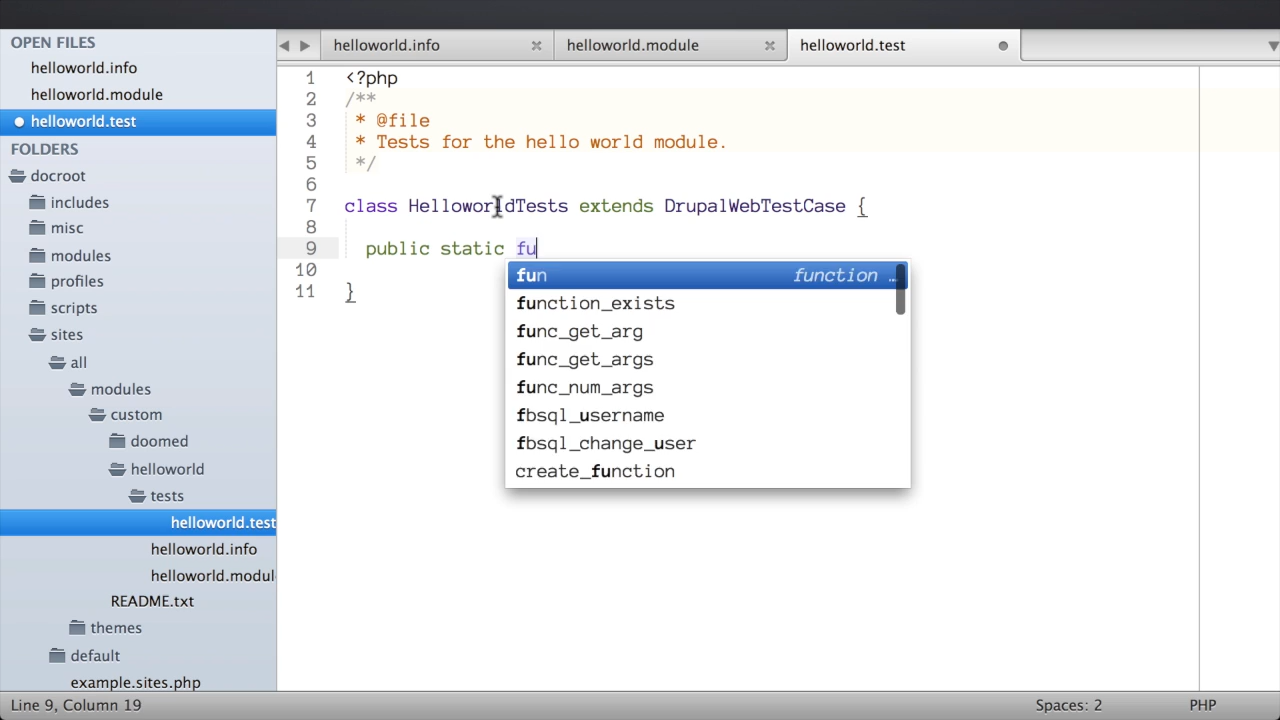 OPEN FILES
helloworld.info
helloworld.module
helloworld.test
FOLDERS
docroot
includes
misc
modules
profiles
scripts
sites
all
modules
custom
doomed
helloworld
tests
helloworld.test
helloworld.info
helloworld.modul
README.txt
themes
default
example.sites.php
helloworld.info
helloworld.module
helloworld.test
1 <?php
2 /**
3 * @file
4 * Tests for the hello world module.
5 */
6
7 class HelloworldTests extends DrupalWebTestCase {
8
9 public static fu
10
11 }
fun function ...
function_exists
func_get_arg
func_get_args
func_num_args
fbsql_username
fbsql_change_user
create_function
Line 9, Column 19 Spaces: 2 PHP